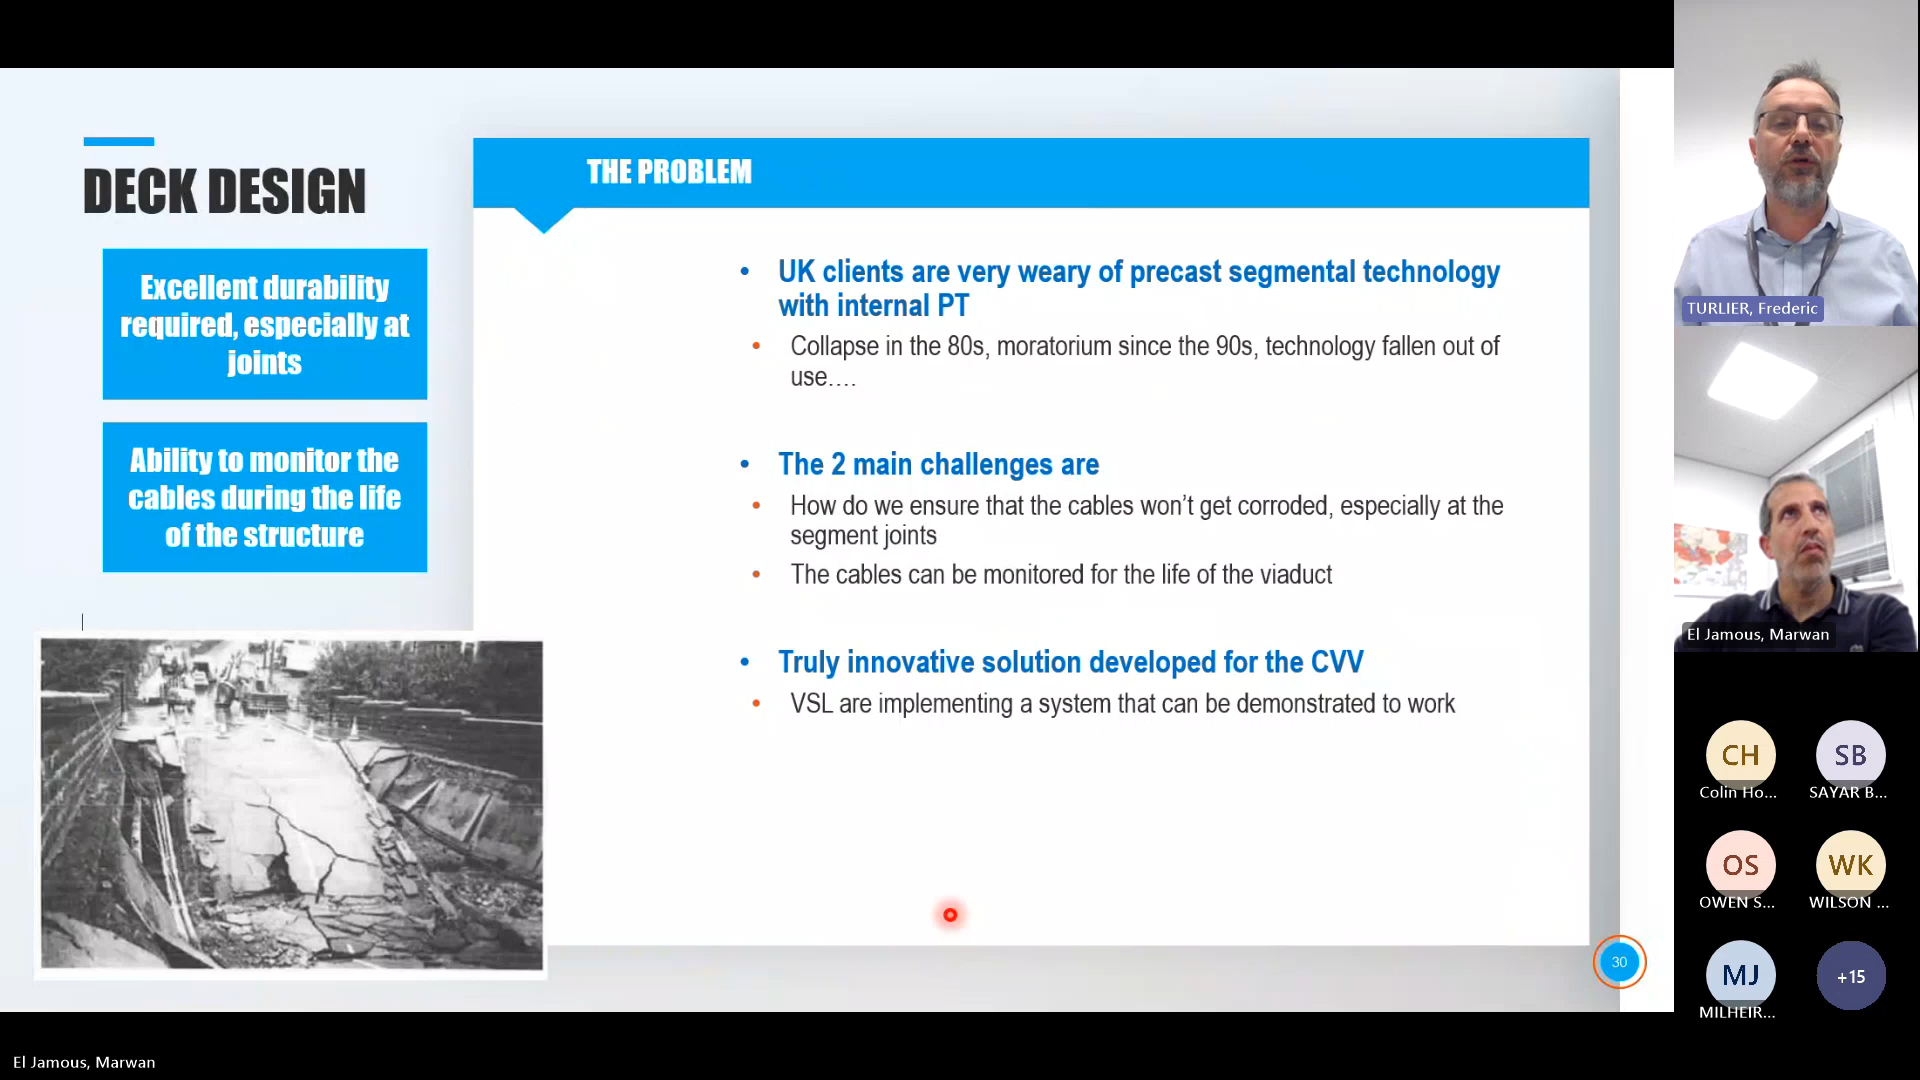 DECK DESIGN
Excellent durability
required, especially at
joints
Ability to monitor the
cables during the life
of the structure
THE PROBLEM
• UK clients are very weary of precast segmental technology
with internal PT
• Collapse in the 80s, moratorium since the 90s, technology fallen out of
use....
• The 2 main challenges are
• How do we ensure that the cables won’t get corroded, especially at the
segment joints
• The cables can be monitored for the life of the viaduct
• Truly innovative solution developed for the CVV
• VSL are implementing a system that can be demonstrated to work
30
TURLIER, Frederic
El Jamous, Marwan
CH
Colin Ho...
SB
SAYAR B...
OS
OWEN S...
WK
WILSON ...
MJ
MILHEIR...
+15
El Jamous, Marwan